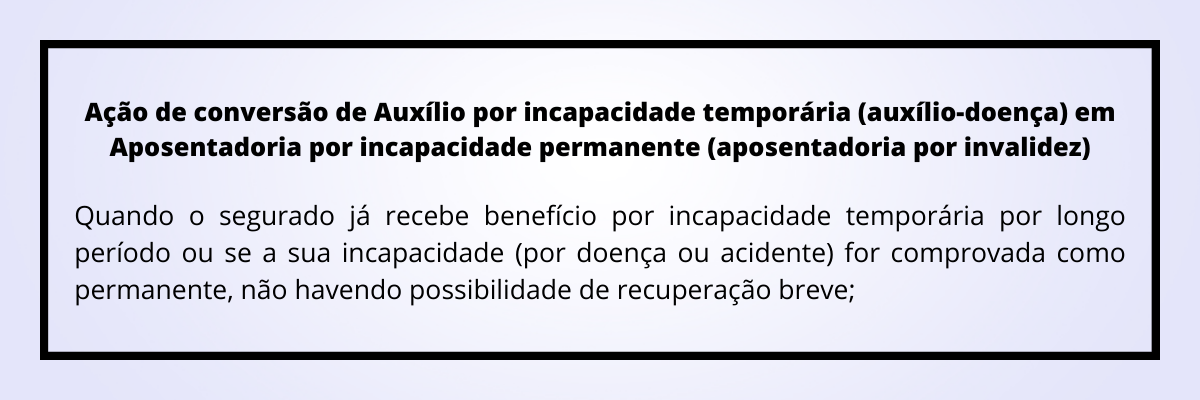 Ação de conversão de Auxílio por incapacidade temporária (auxílio-doença) em
Aposentadoria por incapacidade permanente (aposentadoria por invalidez)
Quando o segurado já recebe benefício por incapacidade temporária por longo
período ou se a sua incapacidade (por doença ou acidente) for comprovada como
permanente, não havendo possibilidade de recuperação breve;